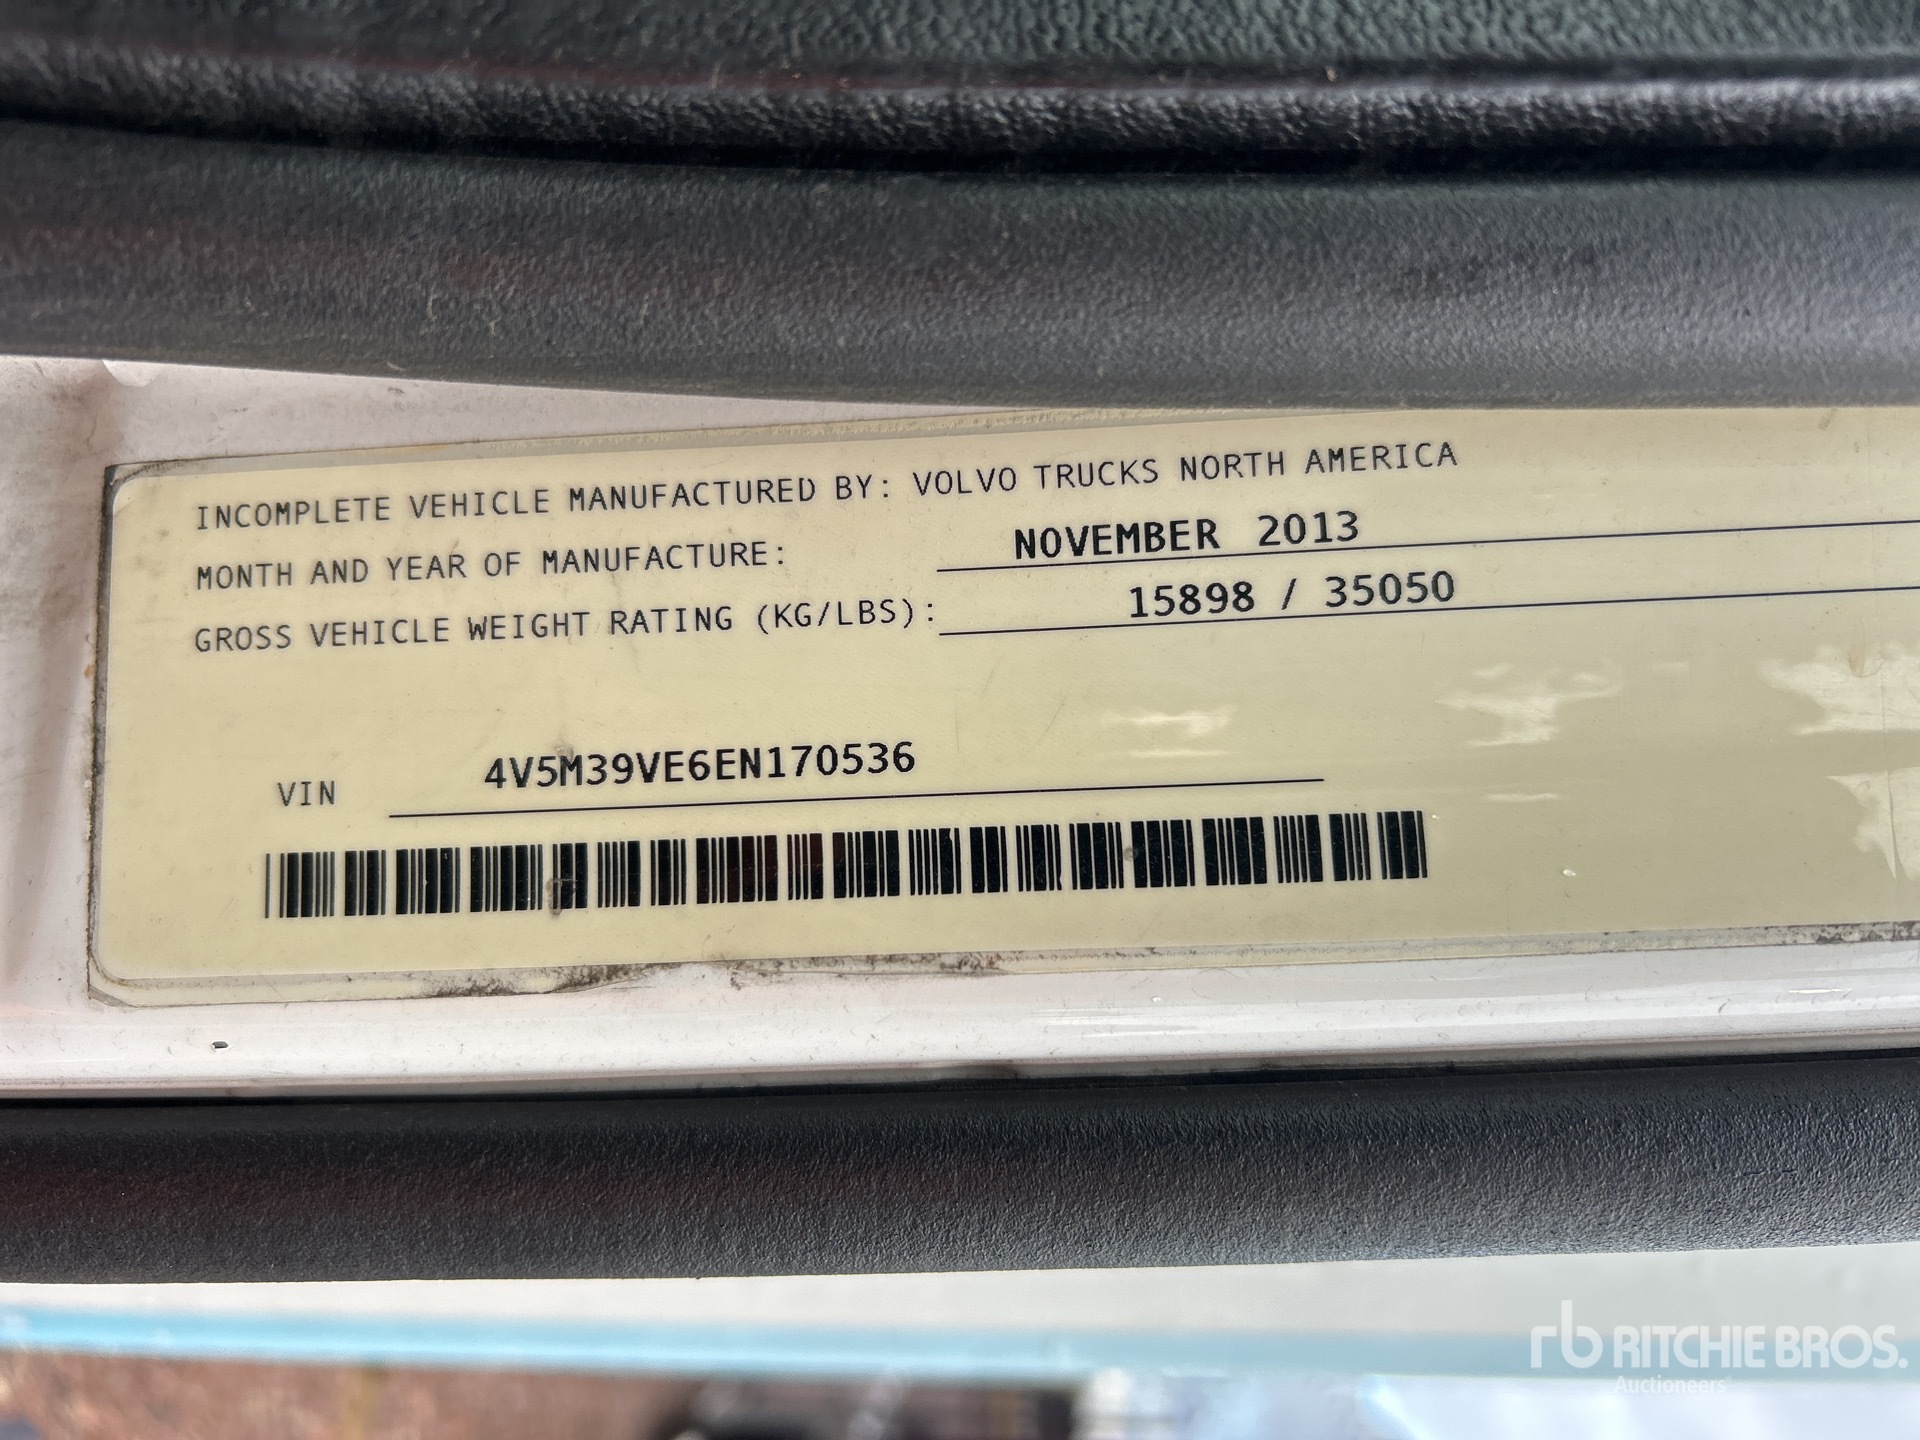 INCOMPLETE VEHICLE MANUFACTURED BY: VOLVO TRUCKS NORTH AMERICA
MONTH AND YEAR OF MANUFACTURE: NOVEMBER 2013
GROSS VEHICLE WEIGHT RATING (KG/LBS): 15898 / 35050
VIN 4V5M39VE6EN170536
rb RITCHIE BROS.
Auctioneers